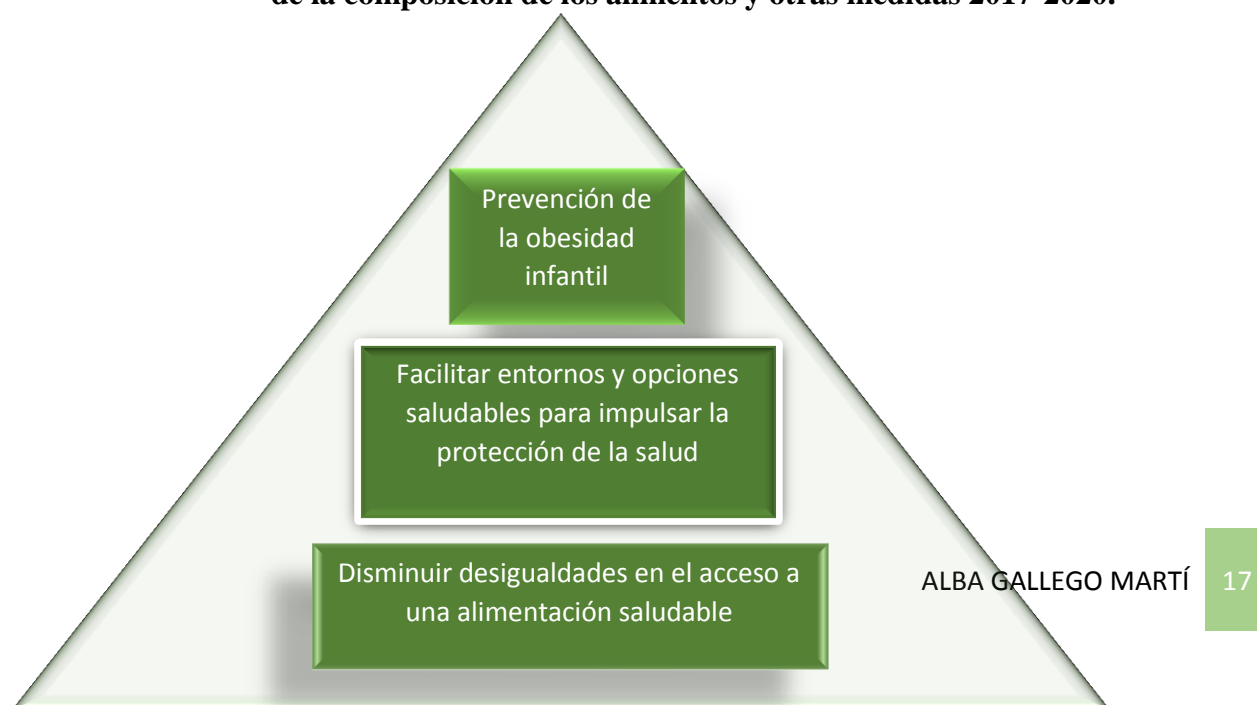 de la composición de los alimentos y otras medidas 2017-2020.
Prevención de
la obesidad
infantil
Facilitar entornos y opciones
saludables para impulsar la
protección de la salud
Disminuir desigualdades en el acceso a
una alimentación saludable
ALBA GALLEGO MARTÍ 17